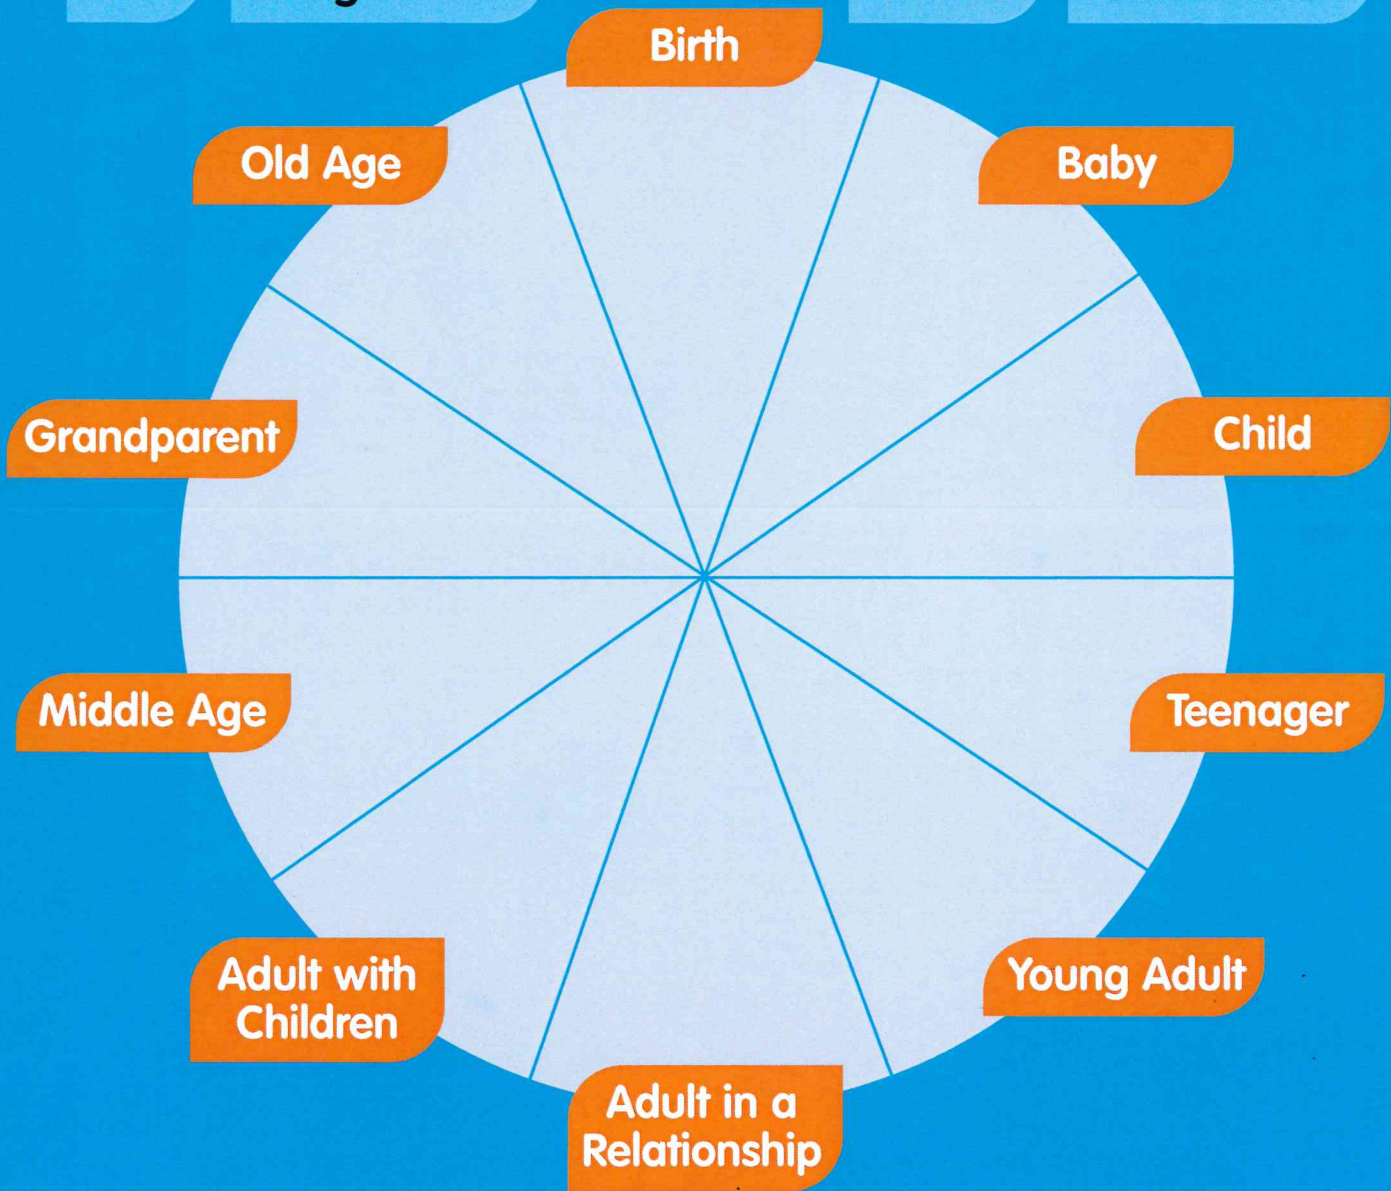 Birth
Baby
Child
Teenager
Young Adult
Adult in a
Relationship
Adult with
Children
Middle Age
Grandparent
Old Age